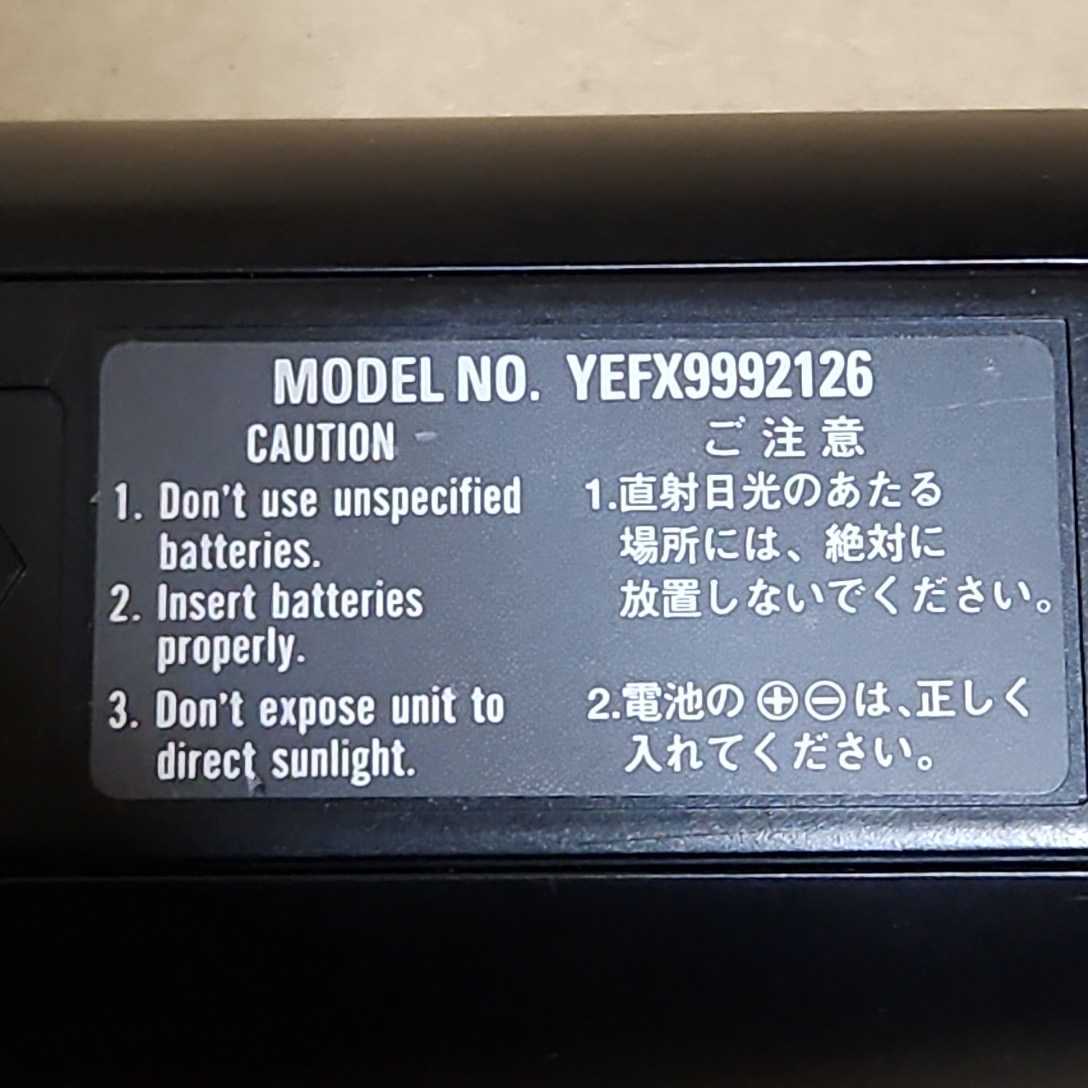 MODEL NO. YEFX9992126
CAUTION
1. Don't use unspecified
batteries.
2. Insert batteries
properly.
3. Don't expose unit to
direct sunlight.
ご注意
1.直射日光のあたる
場所には、絶対に
放置しないでください。
2.電池の⊕⊖は、正しく
入れてください。